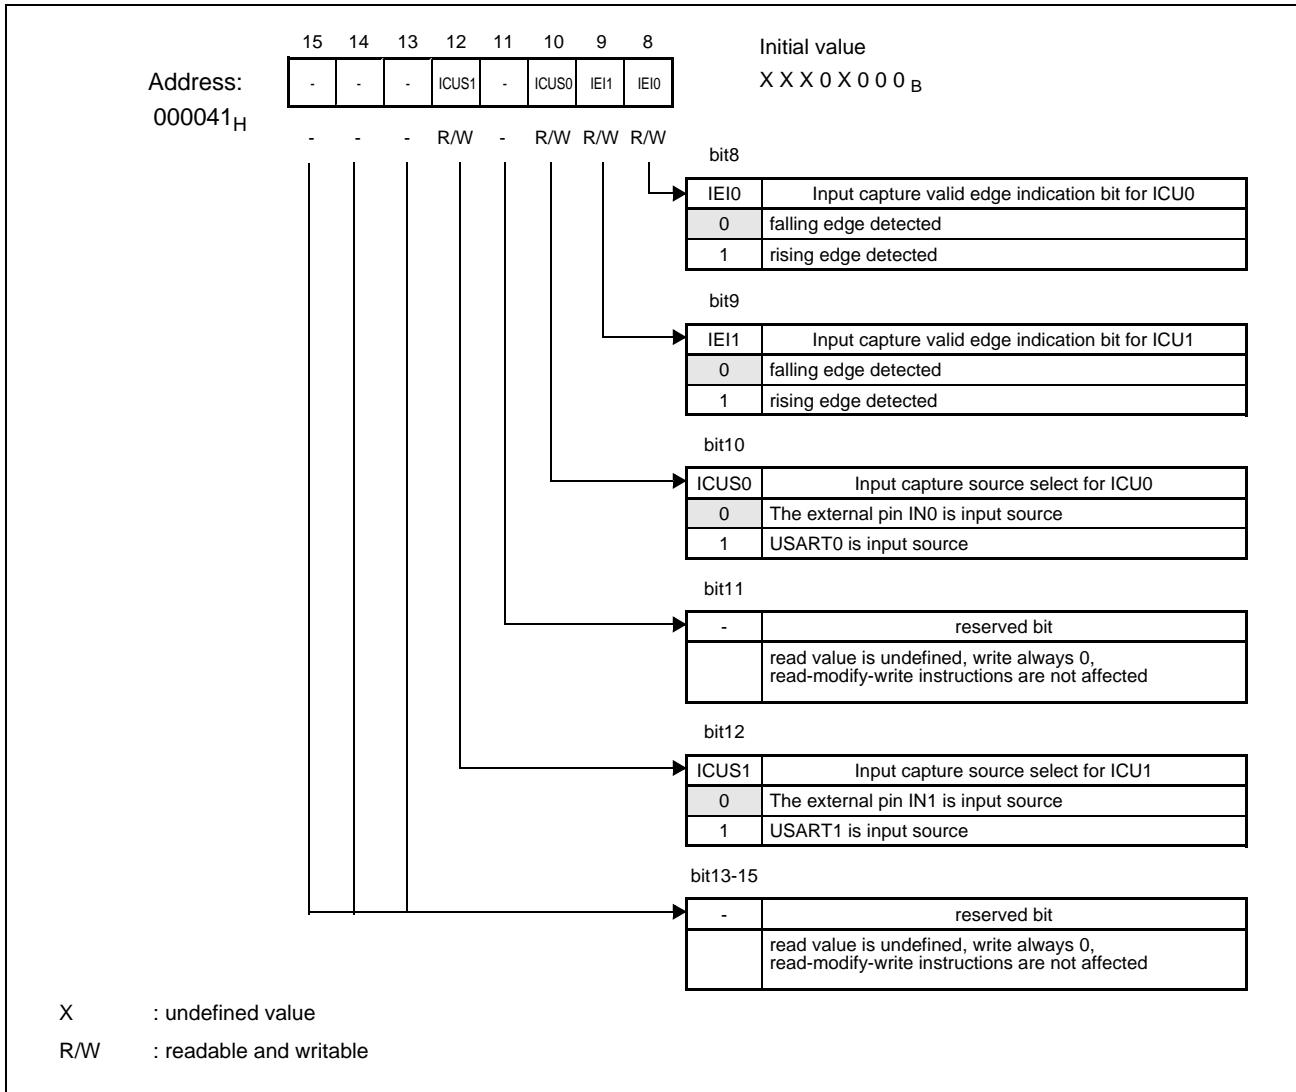 15 14 13 12 11 10 9 8
Initial value
Address:
- - - ICUS1 - ICUS0 IEI1 IEI0
X X X 0 X 0 0 0 B
000041H
- - - R/W - R/W R/W R/W
bit8
IEI0 Input capture valid edge indication bit for ICU0
0 falling edge detected
1 rising edge detected
bit9
IEI1 Input capture valid edge indication bit for ICU1
0 falling edge detected
1 rising edge detected
bit10
ICUS0 Input capture source select for ICU0
0 The external pin IN0 is input source
1 USART0 is input source
bit11
- reserved bit
read value is undefined, write always 0,
read-modify-write instructions are not affected
bit12
ICUS1 Input capture source select for ICU1
0 The external pin IN1 is input source
1 USART1 is input source
bit13-15
- reserved bit
read value is undefined, write always 0,
read-modify-write instructions are not affected
X : undefined value
R/W : readable and writable